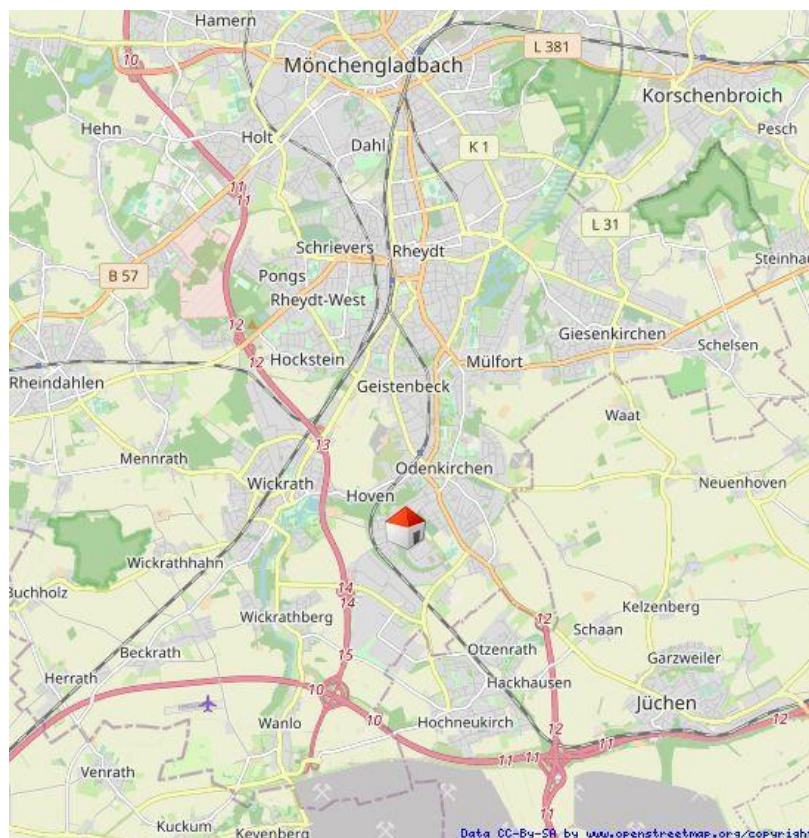 Hamern
10
L 381
Mönchengladbach
Korschenbroich
Hehn
Holt
Dahl
K 1
Pesch
11
11
L 31
Schrievers
Rheydt
Steinhau
B 57
Pongs
Rheydt-West
12
12
Giesenkirchen
Schelsen
Hockstein
Mülfort
Rheindahlen
Geistenbeck
Waat
13
Mennrath
Odenkirchen
Wickrath
Hoven
Neuenhoven
Wickrathhahn
Buchholz
14
14
Wickrathberg
12
Kelzenberg
Schaan
Beckrath
15
Otzenrath
Garzweiler
Herrath
10
Hackhausen
Jüchen
10
Wanlo
Hochneukirch
12
12
11
11
11
11
Venrath
Kuckum
Keyenberg
11
Data CC-By-SA by www.openstreetmap.org/copyright